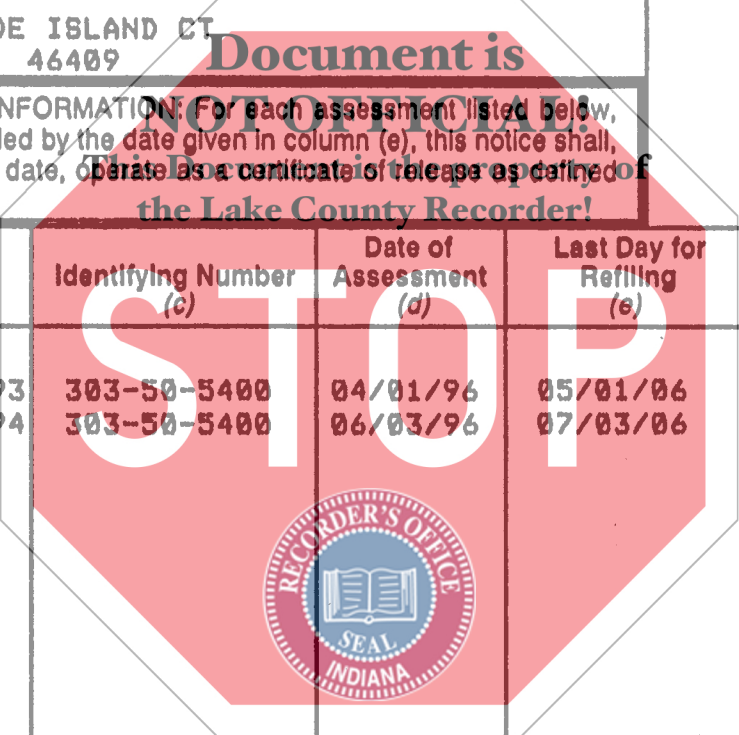 DE ISLAND CT
46409
Document is
NOT OFFICIAL!
This Document is the property of
the Lake County Recorder!
NFORMATION: For each assessment listed below,
led by the date given in column (e), this notice shall,
date, operate as a certificate of release as defined
Identifying Number
(c)
Date of
Assessment
(d)
Last Day for
Refiling
(e)
93 303-50-5400 04/01/96 05/01/06
94 303-50-5400 06/03/96 07/03/06
STOP
RECORDER'S OFFICE
SEAL
INDIANA